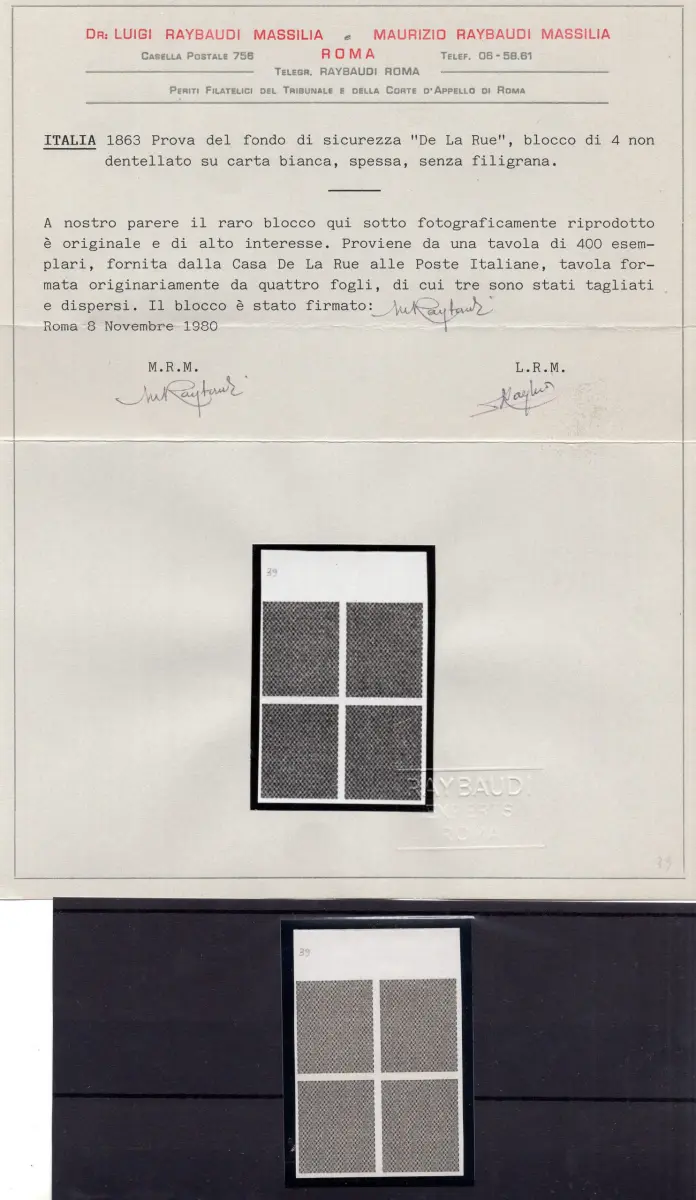 DR: LUIGI RAYBAUDI MASSILIA e MAURIZIO RAYBAUDI MASSILIA
CASELLA POSTALE 756 ROMA TELEF. 06-58.61
TELEGR. RAYBAUDI ROMA
PERITI FILATELICI DEL TRIBUNALE E DELLA CORTE D'APPELLO DI ROMA
ITALIA 1863 Prova del fondo di sicurezza "De La Rue", blocco di 4 non
dentellato su carta bianca, spessa, senza filigrana.
A nostro parere il raro blocco qui sotto fotograficamente riprodotto
è originale e di alto interesse. Proviene da una tavola di 400 esem-
plari, fornita dalla Casa De La Rue alle Poste Italiane, tavola for-
mata originariamente da quattro fogli, di cui tre sono stati tagliati
e dispersi. Il blocco è stato firmato:
Roma 8 Novembre 1980
M.R.M. L.R.M.
39
RAYBAUDI
EXPERTS
ROMA
39
39